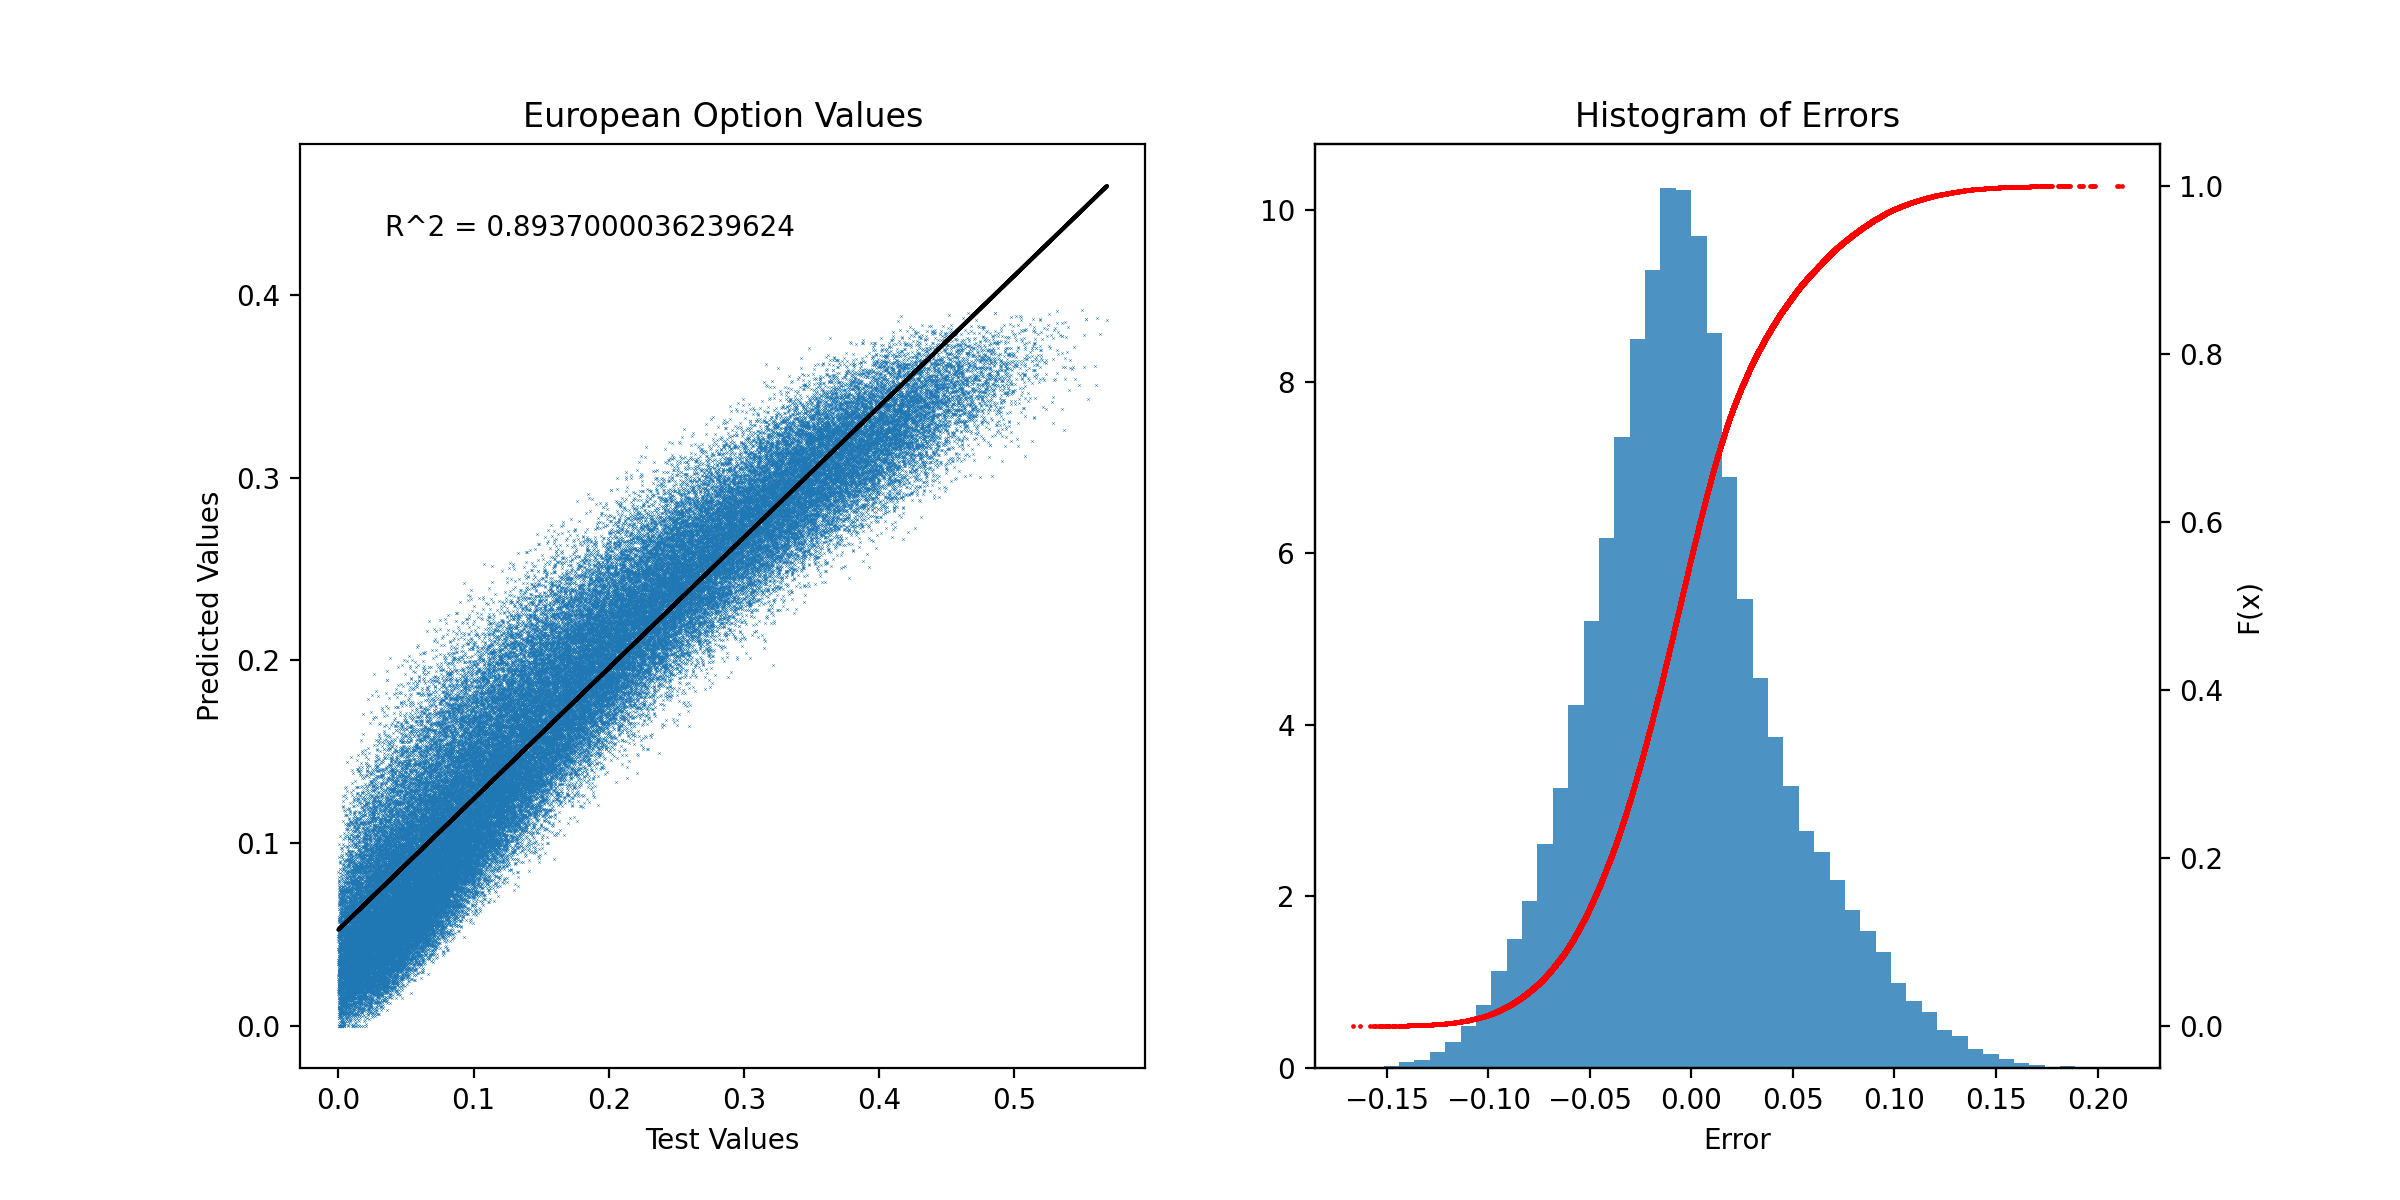 European Option Values
R^2 = 0.8937000036239624
Predicted Values
0.4
0.3
0.2
0.1
0.0
0.0 0.1 0.2 0.3 0.4 0.5
Test Values
Histogram of Errors
10
8
6
4
2
0
−0.15 −0.10 −0.05 0.00 0.05 0.10 0.15 0.20
Error
1.0
0.8
0.6
0.4
0.2
0.0
F(x)